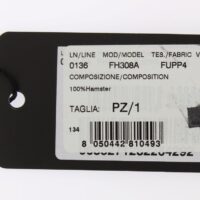 LN/LINE MOD/MODEL TES./FABRIC V
0136 FH308A FUPP4
COMPOSIZIONE/COMPOSITION
100%Hamster
TAGLIA: PZ/1
134
8 050442 810493